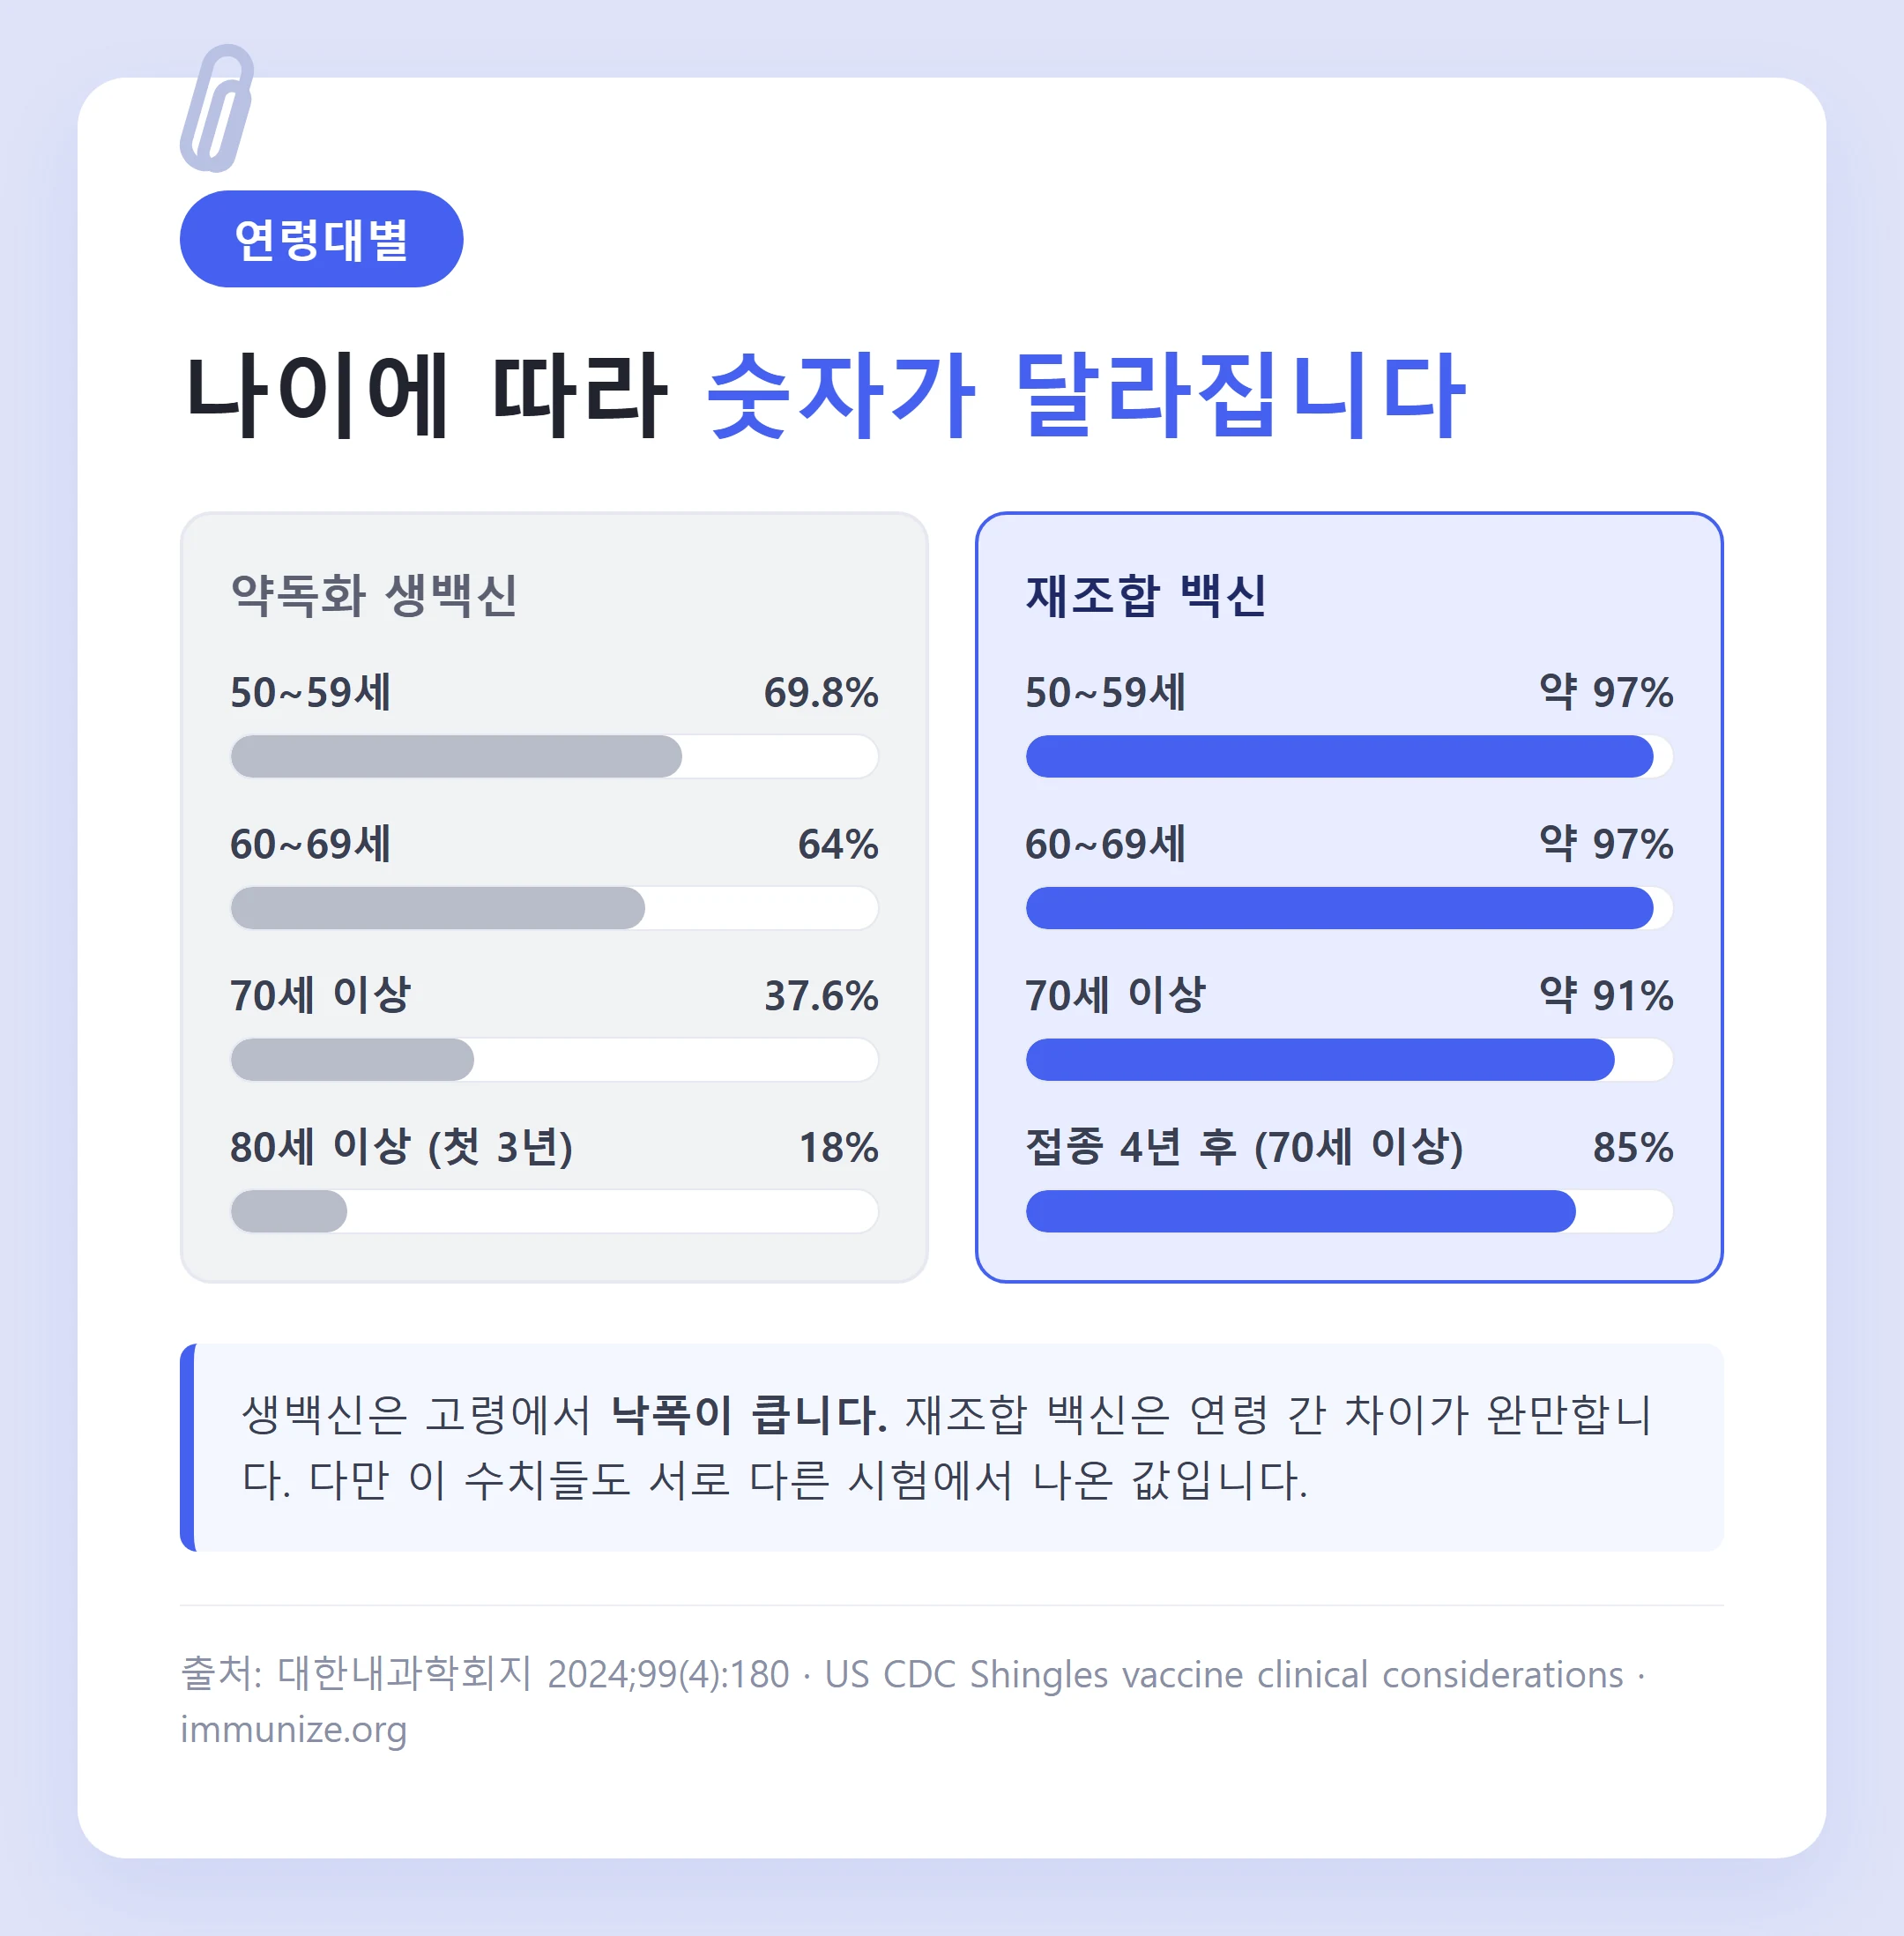 연령대별
나이에 따라 숫자가 달라집니다
약독화 생백신
50~59세 69.8%
60~69세 64%
70세 이상 37.6%
80세 이상 (첫 3년) 18%
재조합 백신
50~59세 약 97%
60~69세 약 97%
70세 이상 약 91%
접종 4년 후 (70세 이상) 85%
생백신은 고령에서 낙폭이 큽니다. 재조합 백신은 연령 간 차이가 완만합니
다. 다만 이 수치들도 서로 다른 시험에서 나온 값입니다.
출처: 대한내과학회지 2024;99(4):180 · US CDC Shingles vaccine clinical considerations ·
immunize.org